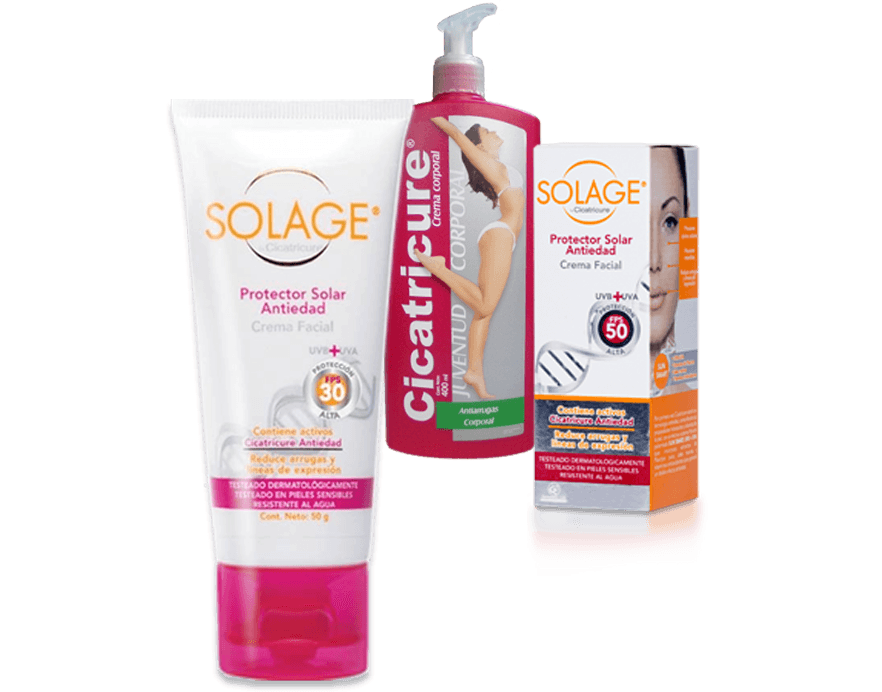 SOLAGE®
by Cicatricure
Protector Solar
Antiedad
Crema Facial
UVB+UVA
PROTECCIÓN
FPS
30
ALTA
Contiene activos
Cicatricure Antiedad
Reduce arrugas y
líneas de expresión
TESTEADO DERMATOLÓGICAMENTE
TESTEADO EN PIELES SENSIBLES
RESISTENTE AL AGUA
Cont. Neto: 50 g
Cicatricure®
Crema corporal
JUVENTUD CORPORAL
Cont. Neto
400 ml
Antiarrugas
Corporal
SOLAGE®
by Cicatricure
Protector Solar
Antiedad
Crema Facial
UVB+UVA
PROTECCIÓN
FPS
50
ALTA
Contiene activos
Cicatricure Antiedad
Reduce arrugas y
líneas de expresión
TESTEADO DERMATOLÓGICAMENTE
TESTEADO EN PIELES SENSIBLES
RESISTENTE AL AGUA